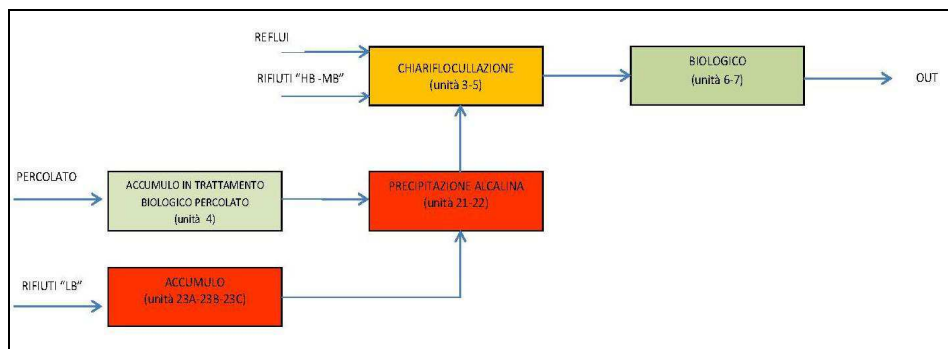 REFLUI
RIFIUTI "HB -MB"
CHIARIFLOCULLAZIONE
(unità 3-5)
BIOLOGICO
(unità 6-7)
OUT
PERCOLATO
ACCUMULO IN TRATTAMENTO
BIOLOGICO PERCOLATO
(unità 4)
PRECIPITAZIONE ALCALINA
(unità 21-22)
RIFIUTI "LB"
ACCUMULO
(unità 23A-23B-23C)